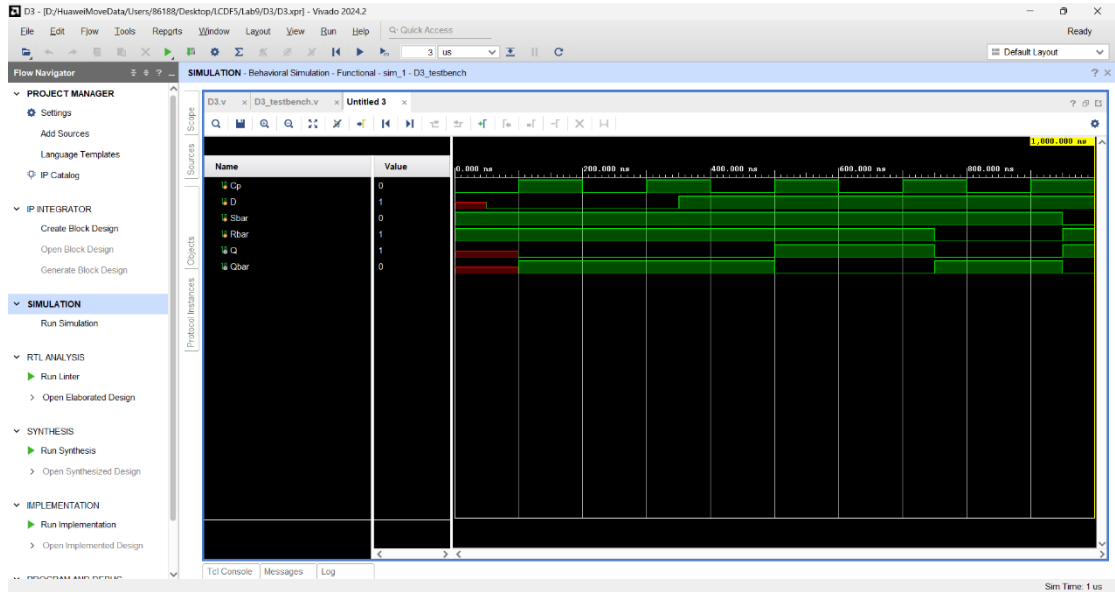 D3 - [D:/HuaweiMoveData/Users/86188/Desktop/LCDF5/Lab9/D3/D3.xpr] - Vivado 2024.2
File Edit Flow Tools Reports Window Layout View Run Help Q- Quick Access
Ready
3 us
Default Layout
Flow Navigator
SIMULATION - Behavioral Simulation - Functional - sim_1 - D3_testbench
PROJECT MANAGER
Settings
Add Sources
Language Templates
IP Catalog
IP INTEGRATOR
Create Block Design
Open Block Design
Generate Block Design
SIMULATION
Run Simulation
RTL ANALYSIS
Run Linter
Open Elaborated Design
SYNTHESIS
Run Synthesis
Open Synthesized Design
IMPLEMENTATION
Run Implementation
Open Implemented Design
Scope
Sources
Objects
Protocol Instances
D3.v D3_testbench.v Untitled 3
1,000.000 ns
Name Value 0.000 ns 200.000 ns 400.000 ns 600.000 ns 800.000 ns
Cp 0
D 1
Sbar 0
Rbar 1
Q 1
Qbar 0
Tcl Console Messages Log
Sim Time: 1 us